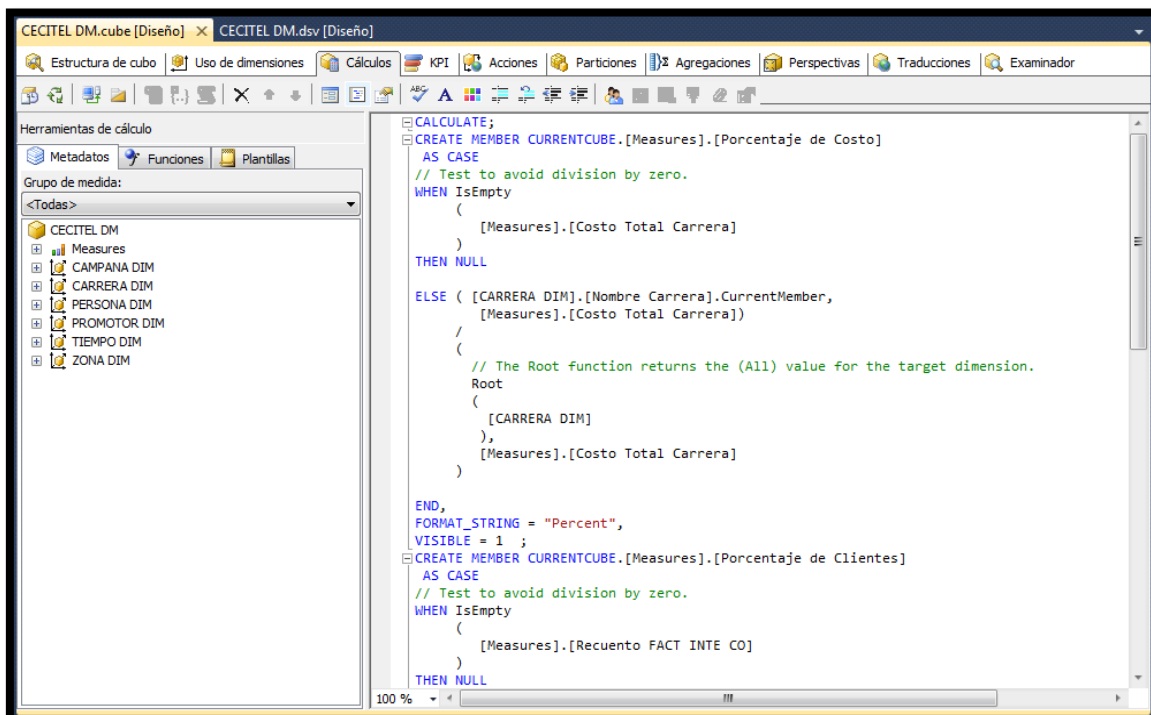 CECITEL DM.cube [Diseño] CECITEL DM.dsv [Diseño]
Estructura de cubo Uso de dimensiones Cálculos KPI Acciones Particiones Agregaciones Perspectivas Traducciones Examinador
Herramientas de cálculo
Metadatos Funciones Plantillas
Grupo de medida:
<Todas>
CECITEL DM
Measures
CAMPANA DIM
CARRERA DIM
PERSONA DIM
PROMOTOR DIM
TIEMPO DIM
ZONA DIM
CALCULATE;
CREATE MEMBER CURRENTCUBE.[Measures].[Porcentaje de Costo]
AS CASE
// Test to avoid division by zero.
WHEN IsEmpty
(
[Measures].[Costo Total Carrera]
)
THEN NULL
ELSE ( [CARRERA DIM].[Nombre Carrera].CurrentMember,
[Measures].[Costo Total Carrera])
/
(
// The Root function returns the (All) value for the target dimension.
Root
(
[CARRERA DIM]
),
[Measures].[Costo Total Carrera]
)
END,
FORMAT_STRING = "Percent",
VISIBLE = 1 ;
CREATE MEMBER CURRENTCUBE.[Measures].[Porcentaje de Clientes]
AS CASE
// Test to avoid division by zero.
WHEN IsEmpty
(
[Measures].[Recuento FACT INTE CO]
)
THEN NULL
100 %